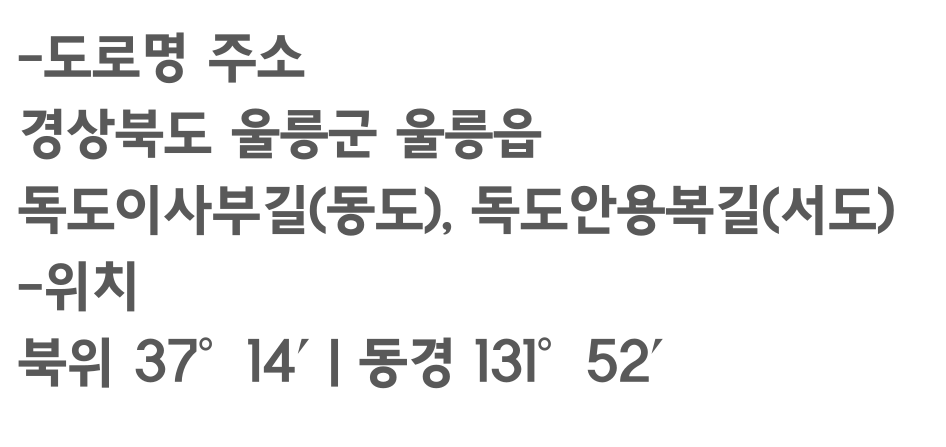 -도로명 주소
경상북도 울릉군 울릉읍
독도이사부길(동도), 독도안용복길(서도)
-위치
북위 37° 14′ | 동경 131° 52′